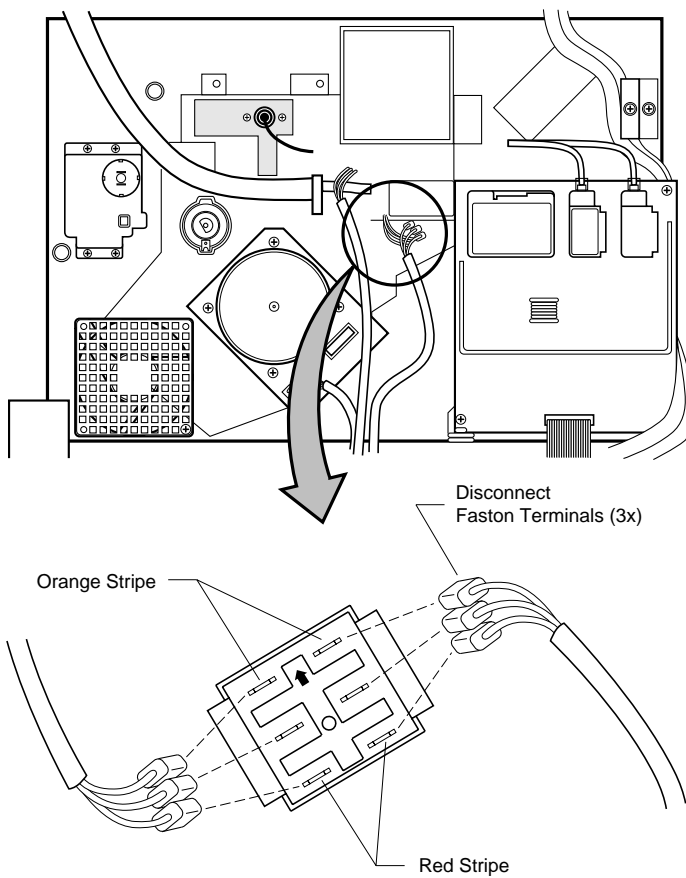 Disconnect
Faston Terminals (3x)
Orange Stripe
Red Stripe